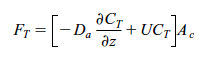 F_T = [ -D_a ∂C_T/∂z + UC_T ] A_c